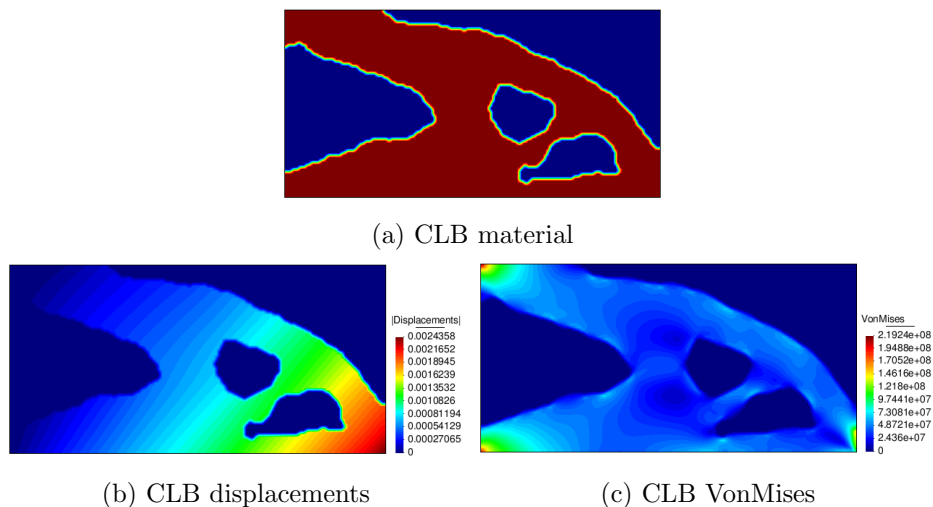 (a) CLB material
|Displacements|
0.0024358
0.0021652
0.0018945
0.0016239
0.0013532
0.0010826
0.00081194
0.00054129
0.00027065
0
(b) CLB displacements
VonMises
2.1924e+08
1.9488e+08
1.7052e+08
1.4616e+08
1.218e+08
9.7441e+07
7.3081e+07
4.8721e+07
2.436e+07
0
(c) CLB VonMises